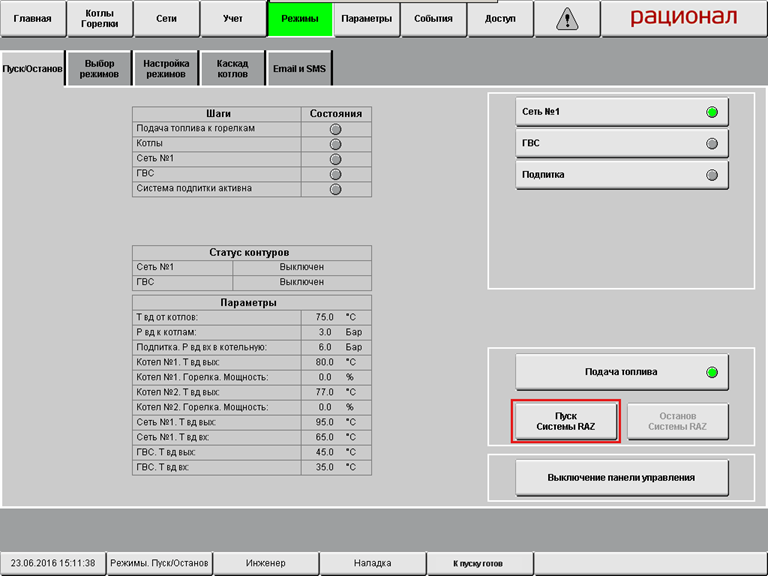 Главная
Котлы
Горелки
Сети
Учет
Режимы
Параметры
События
Доступ
рационал
Пуск/Останов
Выбор
режимов
Настройка
режимов
Каскад
котлов
Email и SMS
Шаги Состояния
Подача топлива к горелкам
Котлы
Сеть №1
ГВС
Система подпитки активна
Статус контуров
Сеть №1 Выключен
ГВС Выключен
Параметры
Т вд от котлов: 75.0 °C
Р вд к котлам: 3.0 Бар
Подпитка. Р вд вх в котельную: 6.0 Бар
Котел №1. Т вд вых: 80.0 °C
Котел №1. Горелка. Мощность: 0.0 %
Котел №2. Т вд вых: 77.0 °C
Котел №2. Горелка. Мощность: 0.0 %
Сеть №1. Т вд вых: 95.0 °C
Сеть №1. Т вд вх: 65.0 °C
ГВС. Т вд вых: 45.0 °C
ГВС. Т вд вх: 35.0 °C
Сеть №1
ГВС
Подпитка
Подача топлива
Пуск
Системы RAZ
Останов
Системы RAZ
Выключение панели управления
23.06.2016 15:11:38
Режимы. Пуск/Останов
Инженер
Наладка
К пуску готов